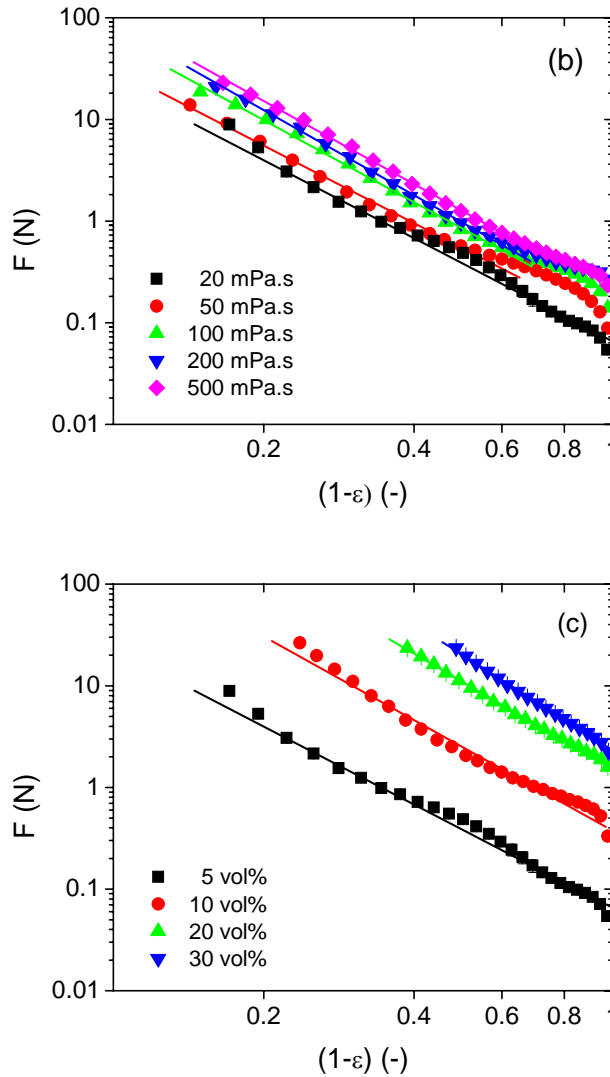 100
(b)
10
F (N)
1
0.1
0.01
20 mPa.s
50 mPa.s
100 mPa.s
200 mPa.s
500 mPa.s
0.2 0.4 0.6 0.8 1
(1-ε) (-)
100
(c)
10
F (N)
1
0.1
0.01
5 vol%
10 vol%
20 vol%
30 vol%
0.2 0.4 0.6 0.8 1
(1-ε) (-)